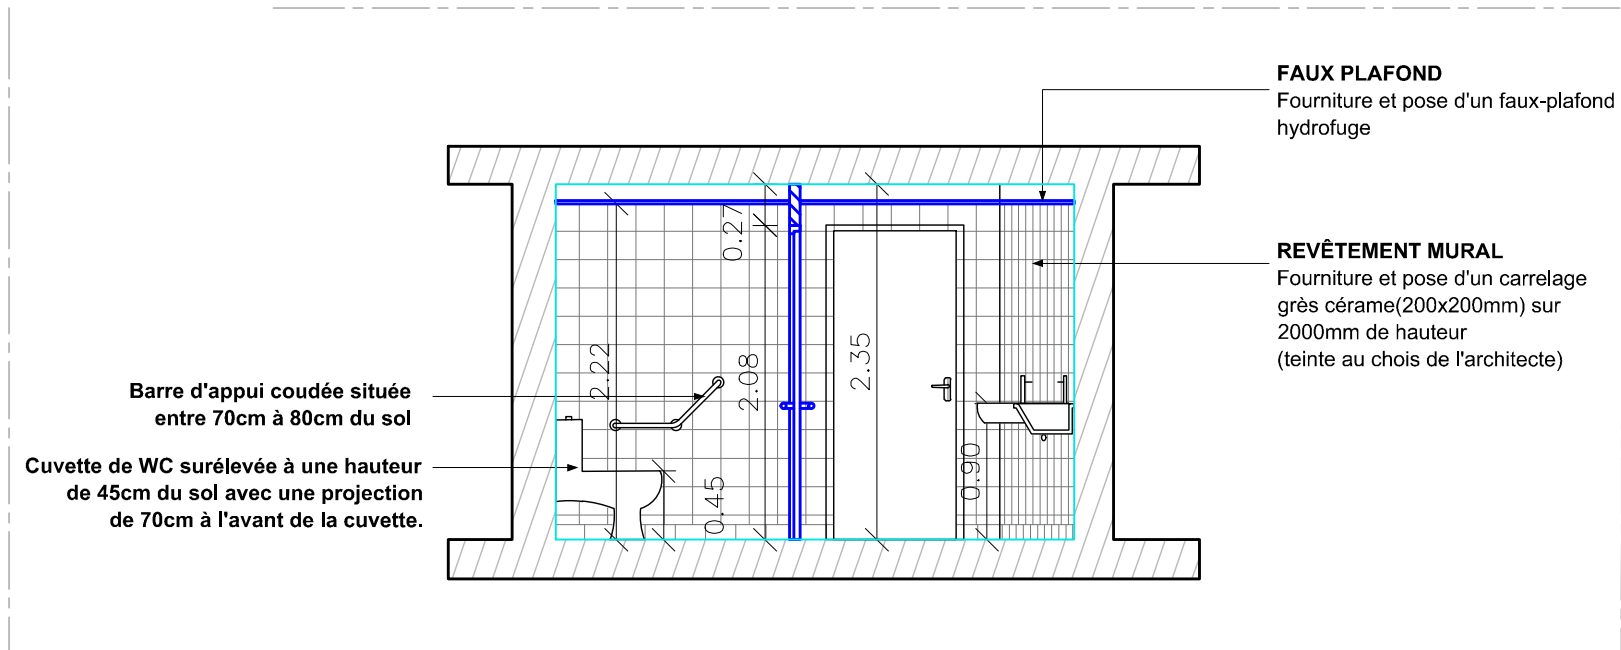 FAUX PLAFOND
Fourniture et pose d'un faux-plafond
hydrofuge
REVÊTEMENT MURAL
Fourniture et pose d'un carrelage
grès cérame(200x200mm) sur
2000mm de hauteur
(teinte au chois de l'architecte)
Barre d'appui coudée située
entre 70cm à 80cm du sol
Cuvette de WC surélevée à une hauteur
de 45cm du sol avec une projection
de 70cm à l'avant de la cuvette.
2.22
0.27
2.08
0.45
2.35
0.90